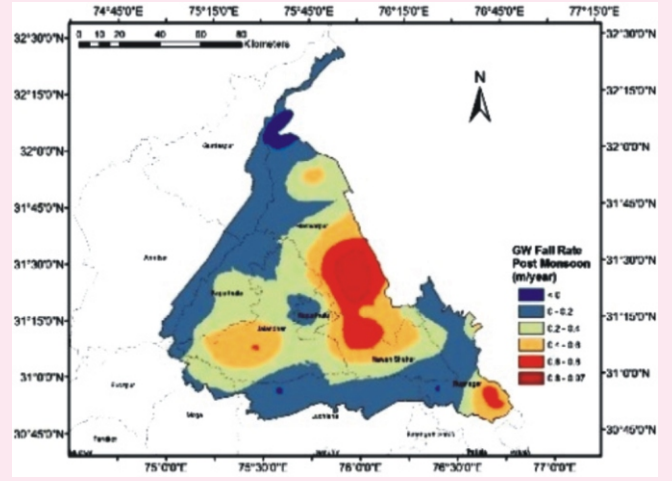 74°45'0"E 75°15'0"E 75°45'0"E 76°15'0"E 76°45'0"E 77°15'0"E
32°30'0"N 32°30'0"N
0 10 20 40 60 80
Kilometers
N
32°15'0"N 32°15'0"N
32°0'0"N 32°0'0"N
Gurdaspur
31°45'0"N 31°45'0"N
Hoshiarpur
Amritsar
31°30'0"N 31°30'0"N
GW Fall Rate
Post Monsoon
(m/year)
< 0
0 - 0.2
0.2 - 0.4
0.4 - 0.6
0.6 - 0.8
0.8 - 0.97
Kapurthala
Kapurthala
31°15'0"N 31°15'0"N
Jalandhar
Nawan Shahr
31°0'0"N 31°0'0"N
Rupnagar
Moga
Ludhiana
30°45'0"N 30°45'0"N
75°0'0"E 75°30'0"E 76°0'0"E 76°30'0"E 77°0'0"E